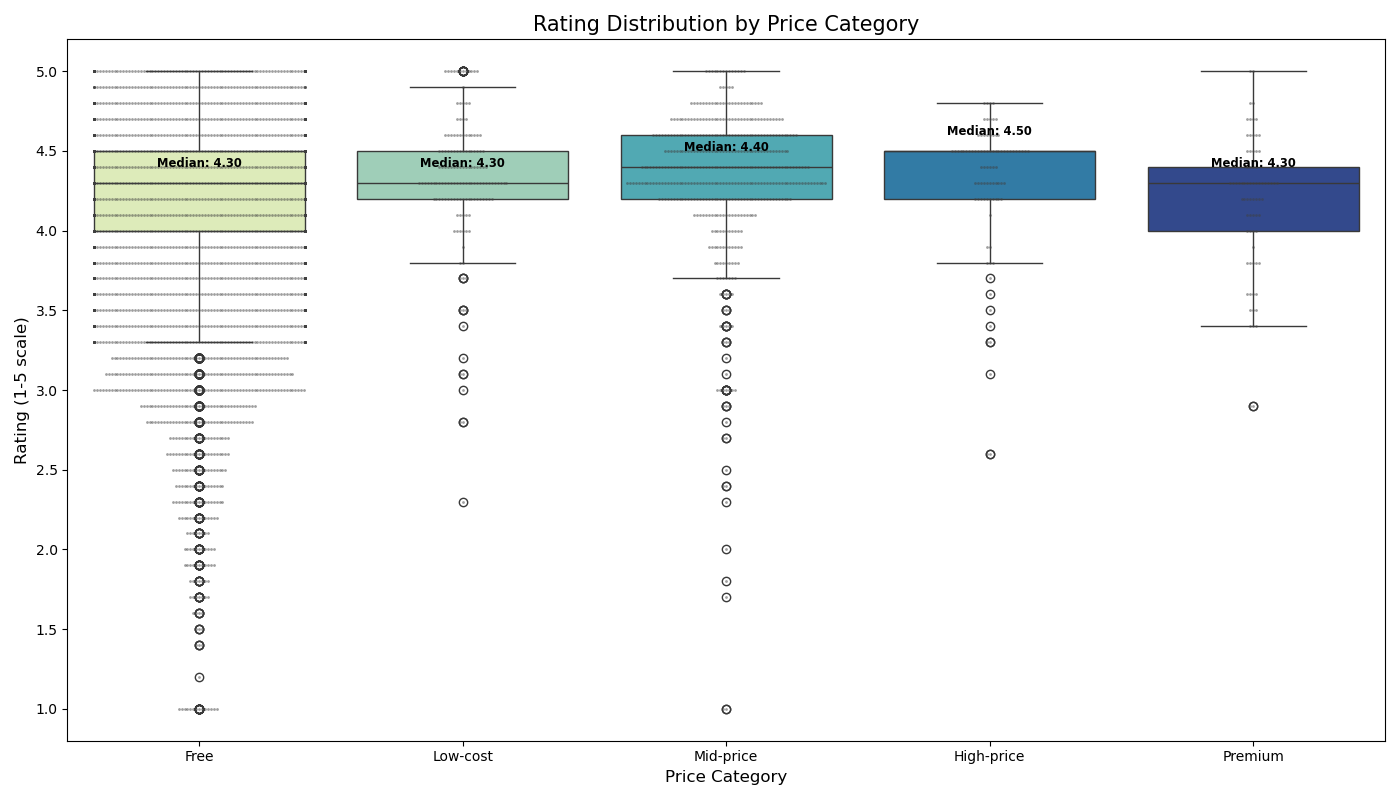 Rating Distribution by Price Category
Rating (1-5 scale)
5.0
4.5
4.0
3.5
3.0
2.5
2.0
1.5
1.0
Median: 4.30
Median: 4.30
Median: 4.40
Median: 4.50
Median: 4.30
Free
Low-cost
Mid-price
High-price
Premium
Price Category